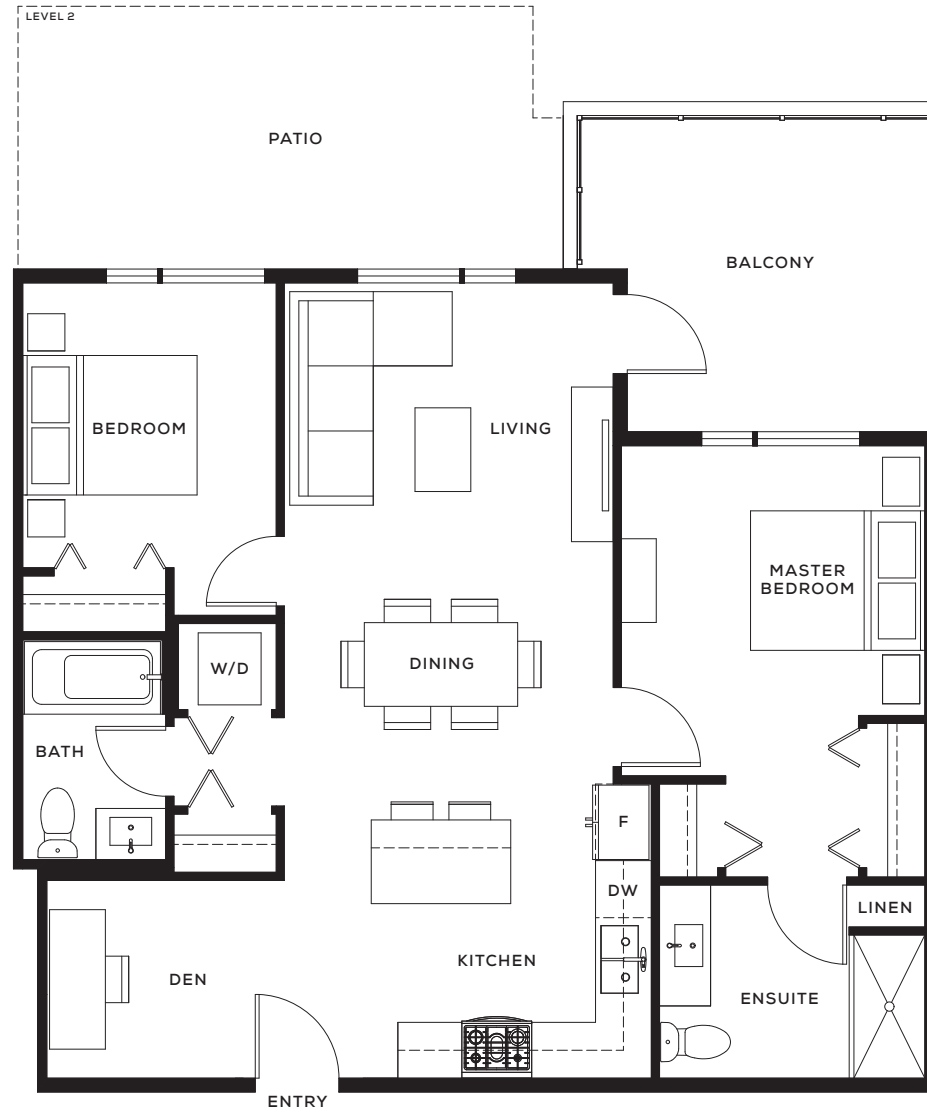 LEVEL 2
PATIO
BALCONY
BEDROOM
LIVING
MASTER
BEDROOM
DINING
W/D
BATH
F
DW
LINEN
KITCHEN
DEN
ENSUITE
ENTRY